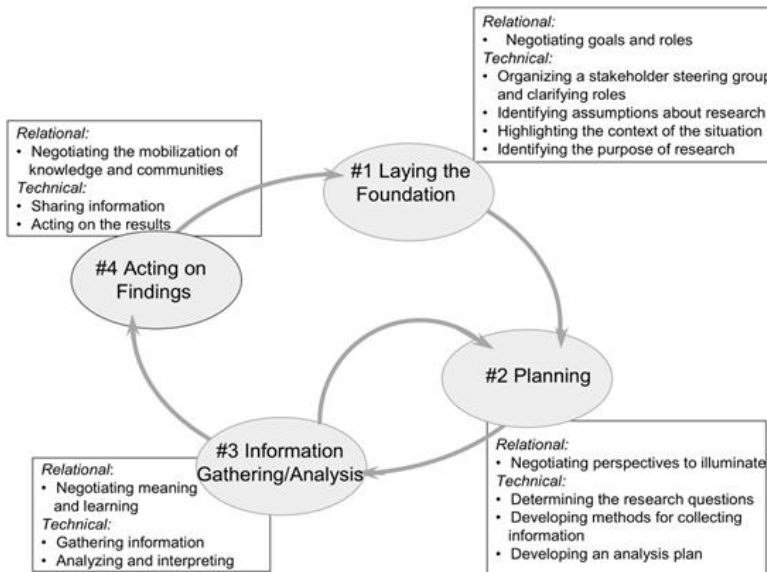 Relational:
• Negotiating goals and roles
Technical:
• Organizing a stakeholder steering group
and clarifying roles
• Identifying assumptions about research
• Highlighting the context of the situation
• Identifying the purpose of research
Relational:
• Negotiating the mobilization of
knowledge and communities
Technical:
• Sharing information
• Acting on the results
#1 Laying the
Foundation
#4 Acting on
Findings
#2 Planning
#3 Information
Gathering/Analysis
Relational:
• Negotiating perspectives to illuminate
Technical:
• Determining the research questions
• Developing methods for collecting
information
• Developing an analysis plan
Relational:
• Negotiating meaning
and learning
Technical:
• Gathering information
• Analyzing and interpreting